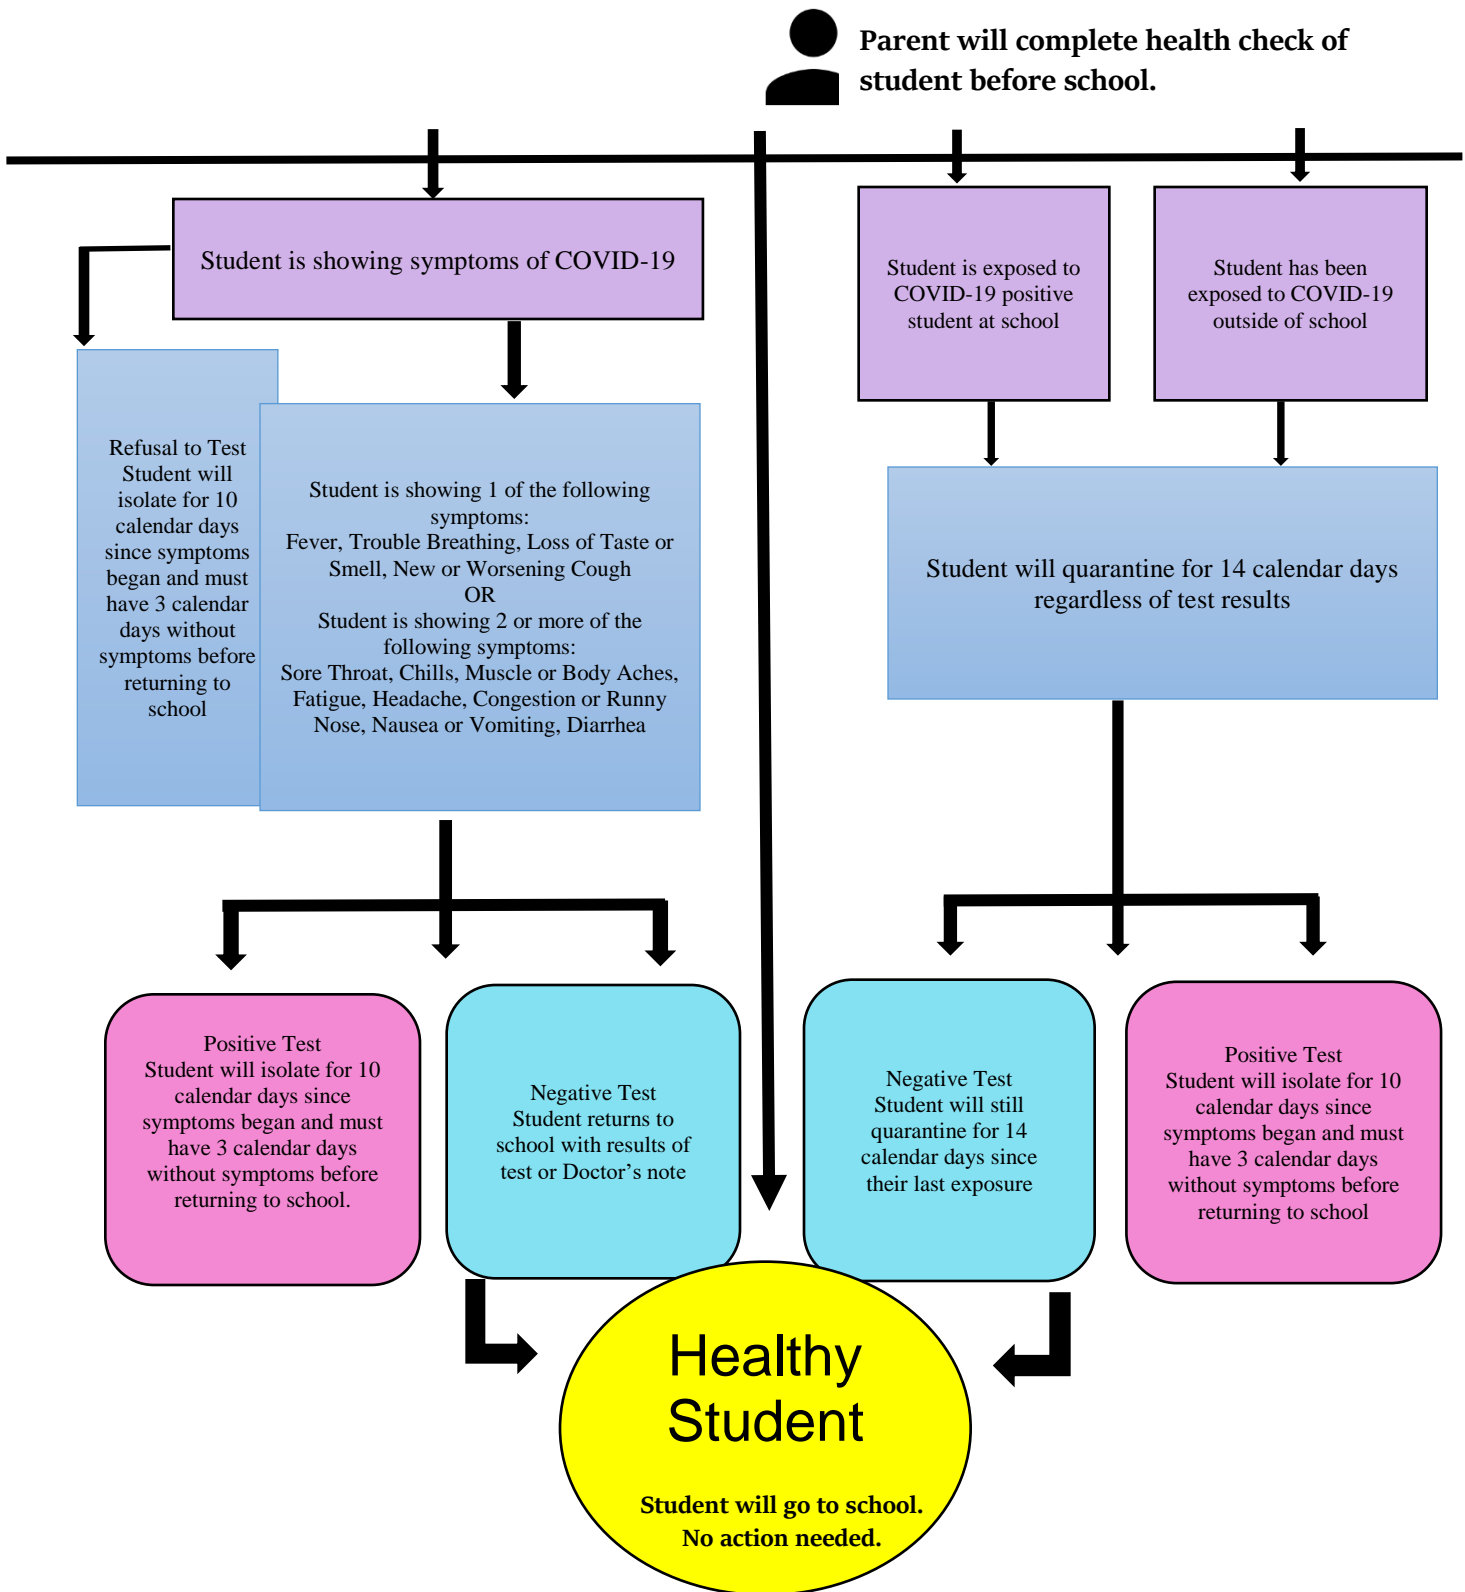 Parent will complete health check of
student before school.
Student is showing symptoms of COVID-19
Student is exposed to
COVID-19 positive
student at school
Student has been
exposed to COVID-19
outside of school
Refusal to Test
Student will
isolate for 10
calendar days
since symptoms
began and must
have 3 calendar
days without
symptoms before
returning to
school
Student is showing 1 of the following
symptoms:
Fever, Trouble Breathing, Loss of Taste or
Smell, New or Worsening Cough
OR
Student is showing 2 or more of the
following symptoms:
Sore Throat, Chills, Muscle or Body Aches,
Fatigue, Headache, Congestion or Runny
Nose, Nausea or Vomiting, Diarrhea
Student will quarantine for 14 calendar days
regardless of test results
Positive Test
Student will isolate for 10
calendar days since
symptoms began and must
have 3 calendar days
without symptoms before
returning to school.
Negative Test
Student returns to
school with results of
test or Doctor’s note
Negative Test
Student will still
quarantine for 14
calendar days since
their last exposure
Positive Test
Student will isolate for 10
calendar days since
symptoms began and must
have 3 calendar days
without symptoms before
returning to school
Healthy
Student
Student will go to school.
No action needed.